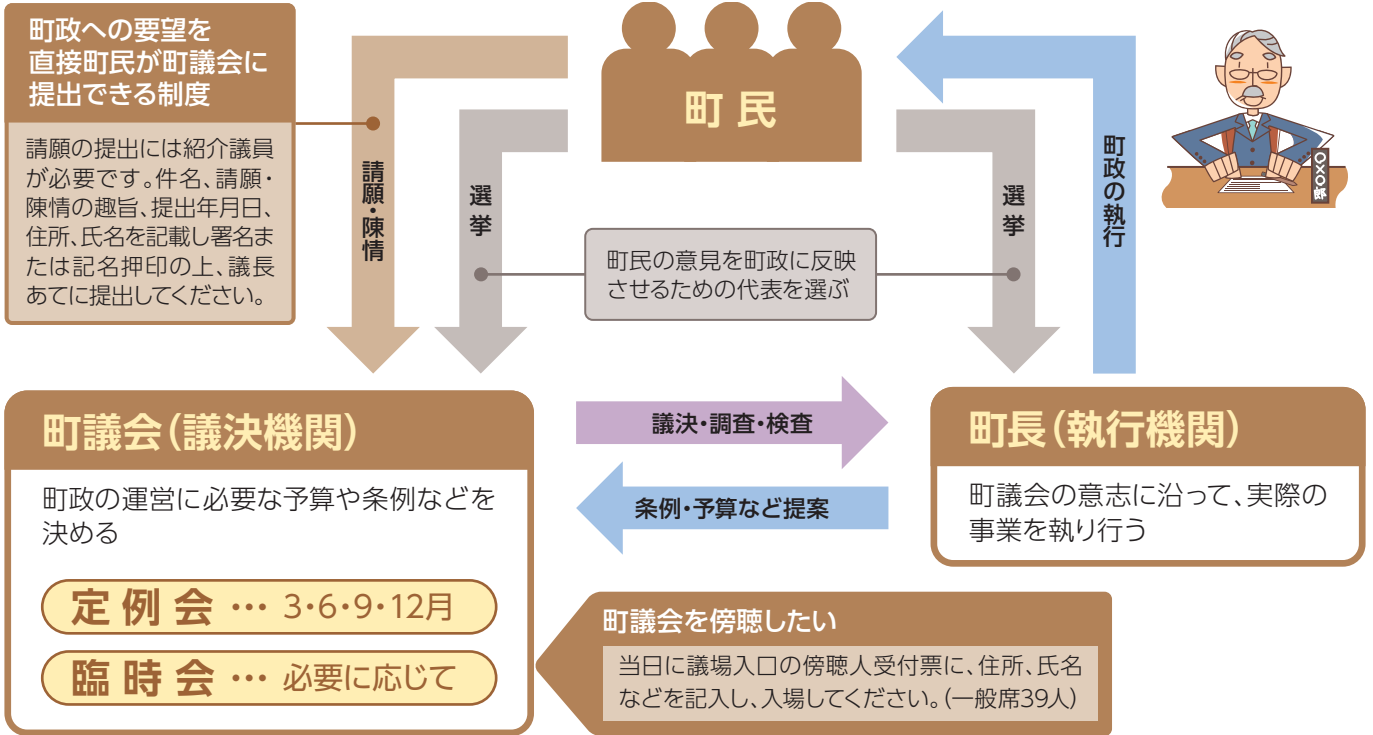 町政への要望を
直接町民が町議会に
提出できる制度
請願の提出には紹介議員
が必要です。件名、請願・
陳情の趣旨、提出年月日、
住所、氏名を記載し署名ま
たは記名押印の上、議長
あてに提出してください。
町民
請願・陳情
選挙
選挙
町政の執行
〇×〇郎
町民の意見を町政に反映
させるための代表を選ぶ
町議会（議決機関）
町政の運営に必要な予算や条例などを
決める
定例会 … 3・6・9・12月
臨時会 … 必要に応じて
議決・調査・検査
条例・予算など提案
町長（執行機関）
町議会の意志に沿って、実際の
事業を執り行う
町議会を傍聴したい
当日に議場入口の傍聴人受付票に、住所、氏名
などを記入し、入場してください。（一般席39人）